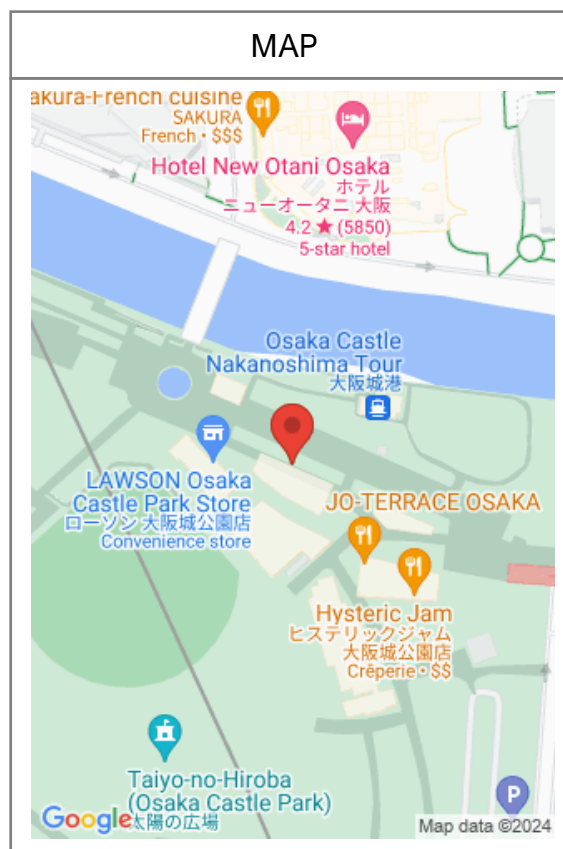 MAP
akura-French cuisine
SAKURA
French • $$$
Hotel New Otani Osaka
ホテル
ニューオータニ 大阪
4.2 ★ (5850)
5-star hotel
Osaka Castle
Nakanoshima Tour
大阪城港
LAWSON Osaka
Castle Park Store
ローソン 大阪城公園店
Convenience store
JO-TERRACE OSAKA
Hysteric Jam
ヒステリックジャム
大阪城公園店
Crêperie • $$
Taiyo-no-Hiroba
(Osaka Castle Park)
太陽の広場
P
Google
Map data ©2024